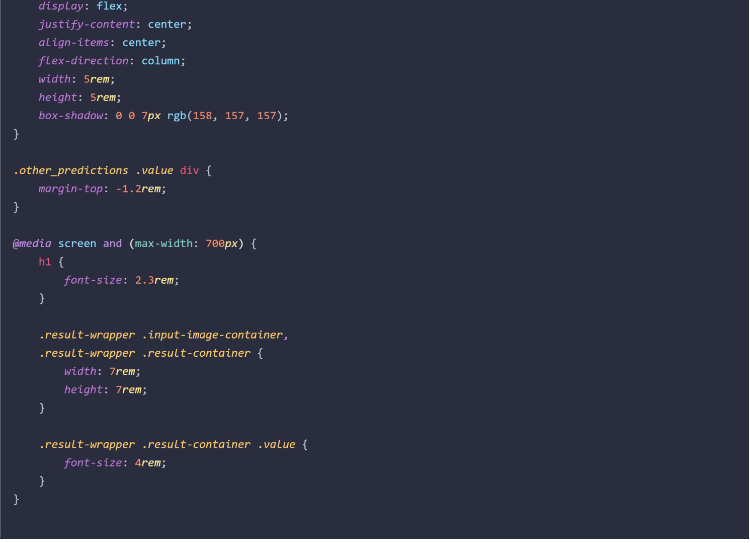 display: flex;
justify-content: center;
align-items: center;
flex-direction: column;
width: 5rem;
height: 5rem;
box-shadow: 0 0 7px rgb(158, 157, 157);
}
.other_predictions .value div {
margin-top: -1.2rem;
}
@media screen and (max-width: 700px) {
h1 {
font-size: 2.3rem;
}
.result-wrapper .input-image-container,
.result-wrapper .result-container {
width: 7rem;
height: 7rem;
}
.result-wrapper .result-container .value {
font-size: 4rem;
}
}